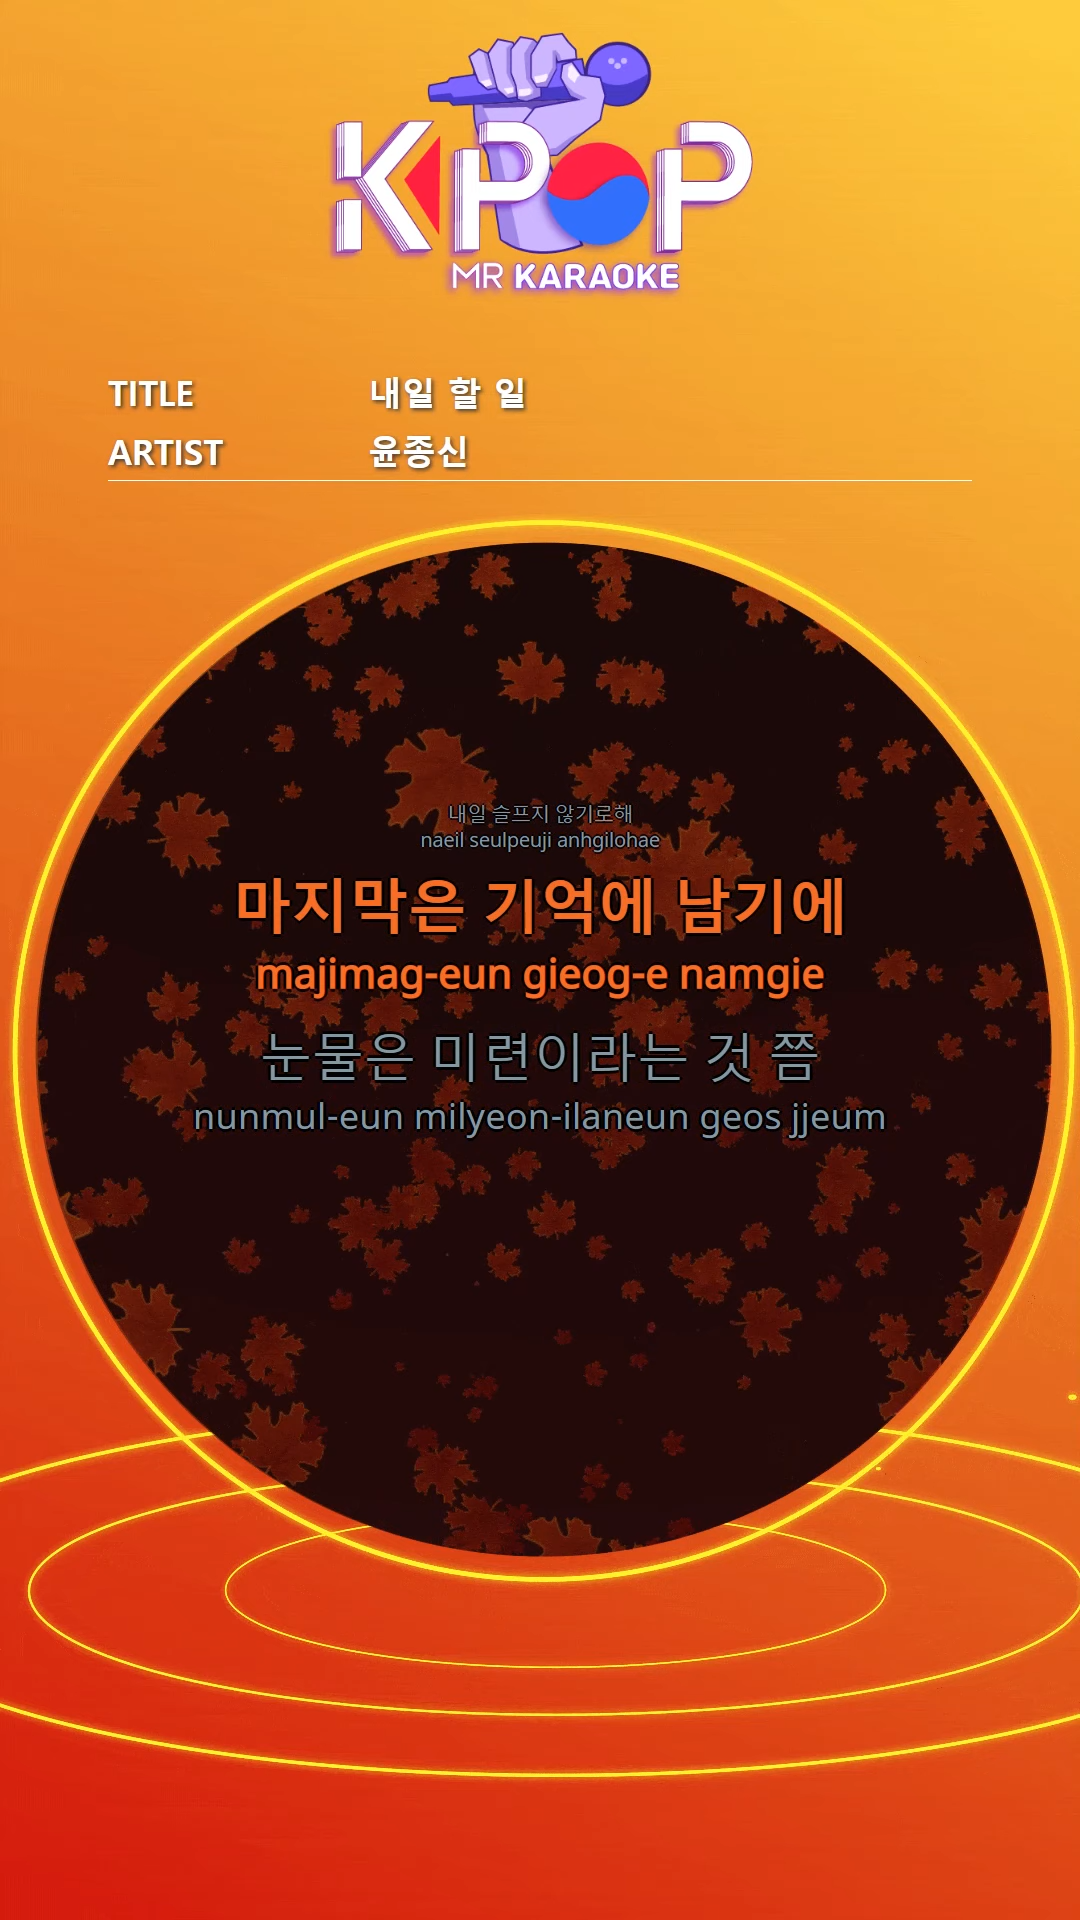 KPOP
MR KARAOKE
TITLE 내일 할 일
ARTIST 윤종신
내일 슬프지 않기로해
naeil seulpeuji anhgilohae
마지막은 기억에 남기에
majimag-eun gieog-e namgie
눈물은 미련이라는 것 쯤
nunmul-eun milyeon-ilaneun geos jjeum